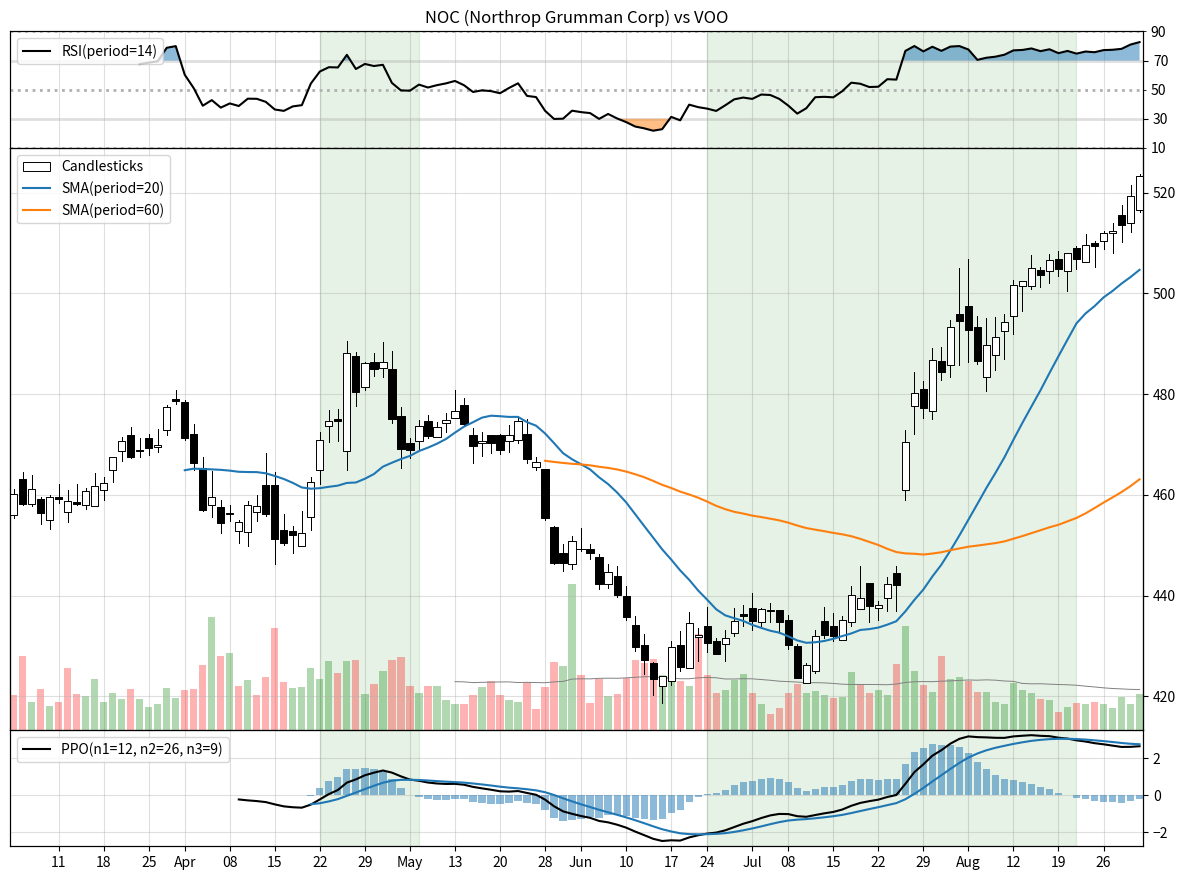 NOC (Northrop Grumman Corp) vs VOO
RSI(period=14)
90
70
50
30
10
Candlesticks
SMA(period=20)
SMA(period=60)
520
500
480
460
440
420
PPO(n1=12, n2=26, n3=9)
2
0
−2
11 18 25 Apr 08 15 22 29 May 13 20 28 Jun 10 17 24 Jul 08 15 22 29 Aug 12 19 26